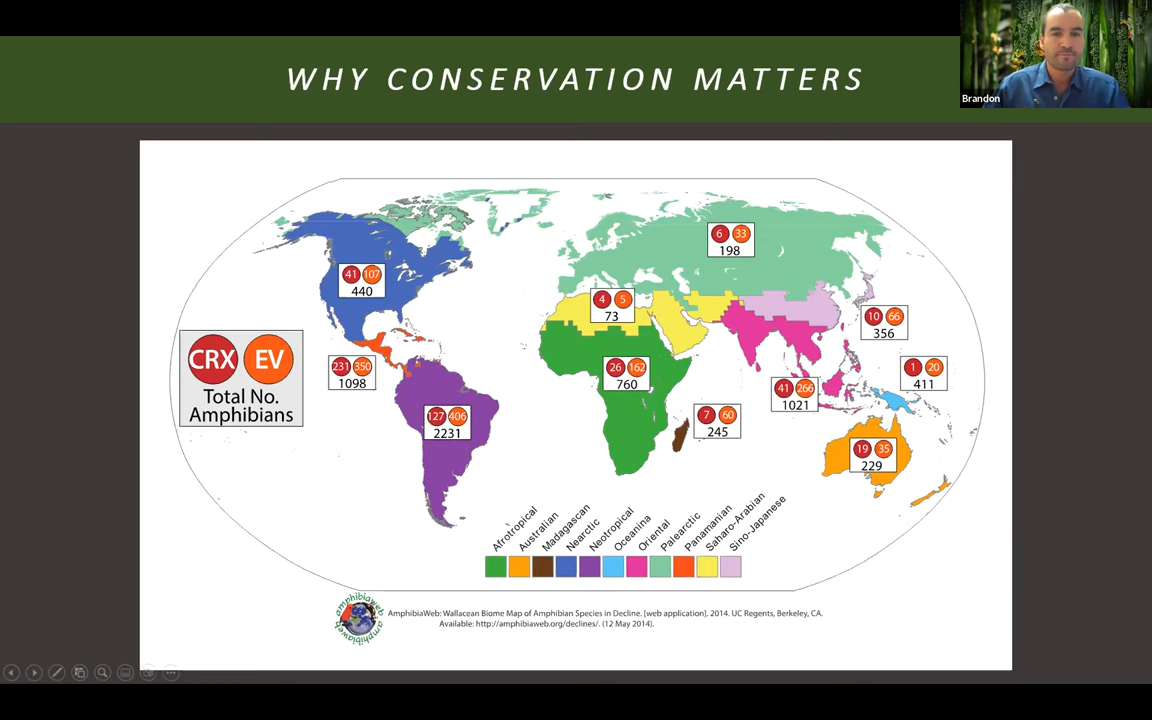 WHY CONSERVATION MATTERS
Brandon
6 33
198
41 107
440
4 5
73
10 66
356
CRX EV
Total No.
Amphibians
231 350
1098
26 162
760
1 20
411
41 266
1021
127 406
2231
7 60
245
19 35
229
Afrotropical
Australian
Madagascan
Nearctic
Neotropical
Oceanina
Oriental
Palearctic
Panamanian
Saharo-Arabian
Sino-Japanese
amphibiaweb
amphibiaweb
AmphibiaWeb: Wallacean Biome Map of Amphibian Species in Decline. [web application]. 2014. UC Regents, Berkeley, CA.
Available: http://amphibiaweb.org/declines/. (12 May 2014).